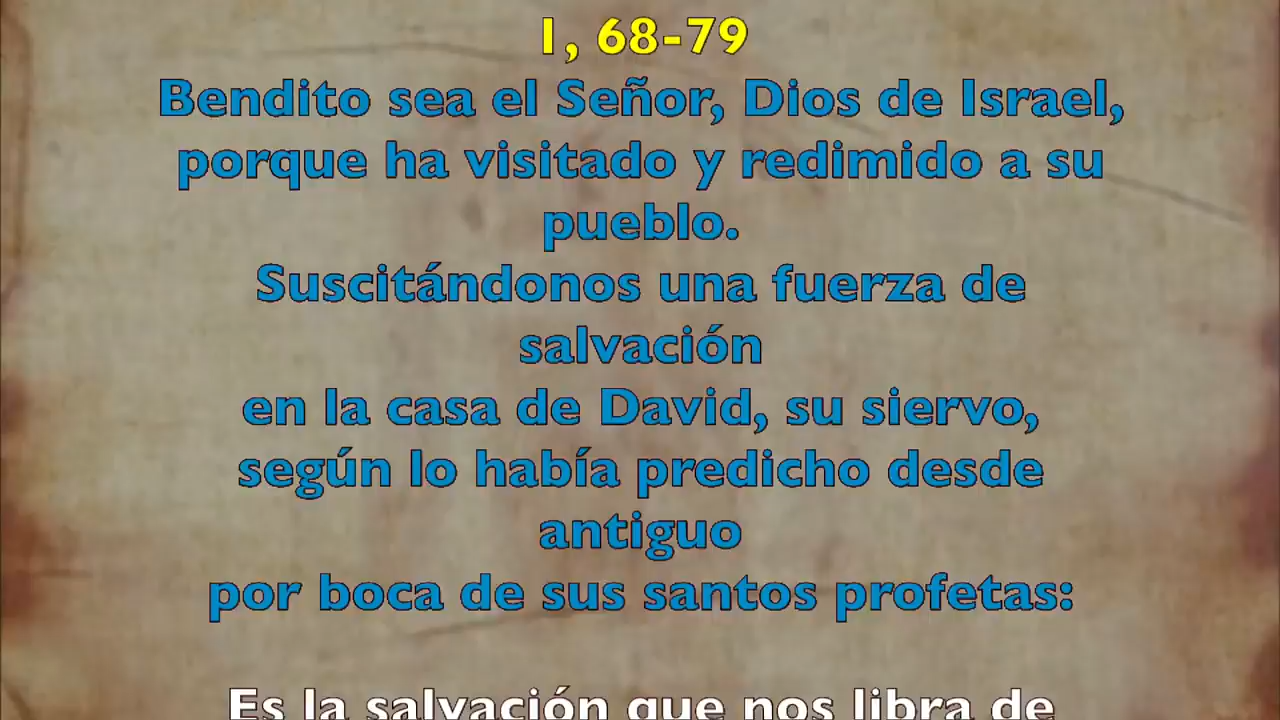 1, 68-79
Bendito sea el Señor, Dios de Israel,
porque ha visitado y redimido a su
pueblo.
Suscitándonos una fuerza de
salvación
en la casa de David, su siervo,
según lo había predicho desde
antiguo
por boca de sus santos profetas:
Es la salvación que nos libra de